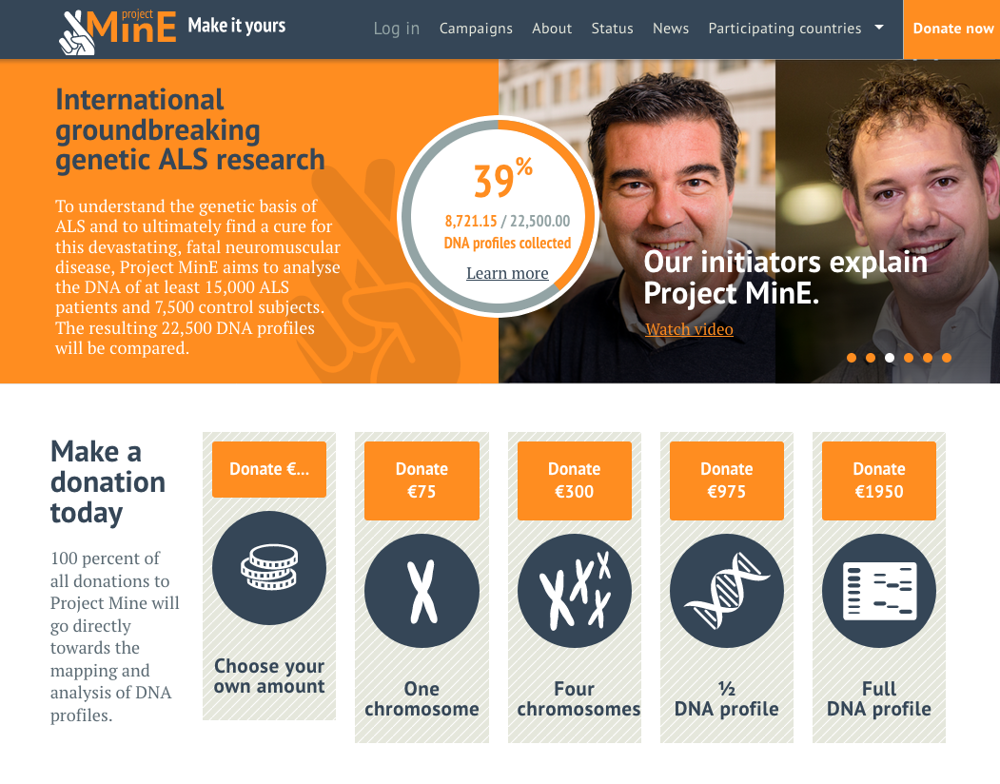 project
MinE
Make it yours
Log in
Campaigns
About
Status
News
Participating countries
Donate now
International
groundbreaking
genetic ALS research
To understand the genetic basis of
ALS and to ultimately find a cure for
this devastating, fatal neuromuscular
disease, Project MinE aims to analyse
the DNA of at least 15,000 ALS
patients and 7,500 control subjects.
The resulting 22,500 DNA profiles
will be compared.
39%
8,721.15 / 22,500.00
DNA profiles collected
Learn more
Our initiators explain
Project MinE.
Watch video
Make a
donation
today
100 percent of
all donations to
Project Mine will
go directly
towards the
mapping and
analysis of DNA
profiles.
Donate €...
Choose your
own amount
Donate
€75
One
chromosome
Donate
€300
Four
chromosomes
Donate
€975
½
DNA profile
Donate
€1950
Full
DNA profile